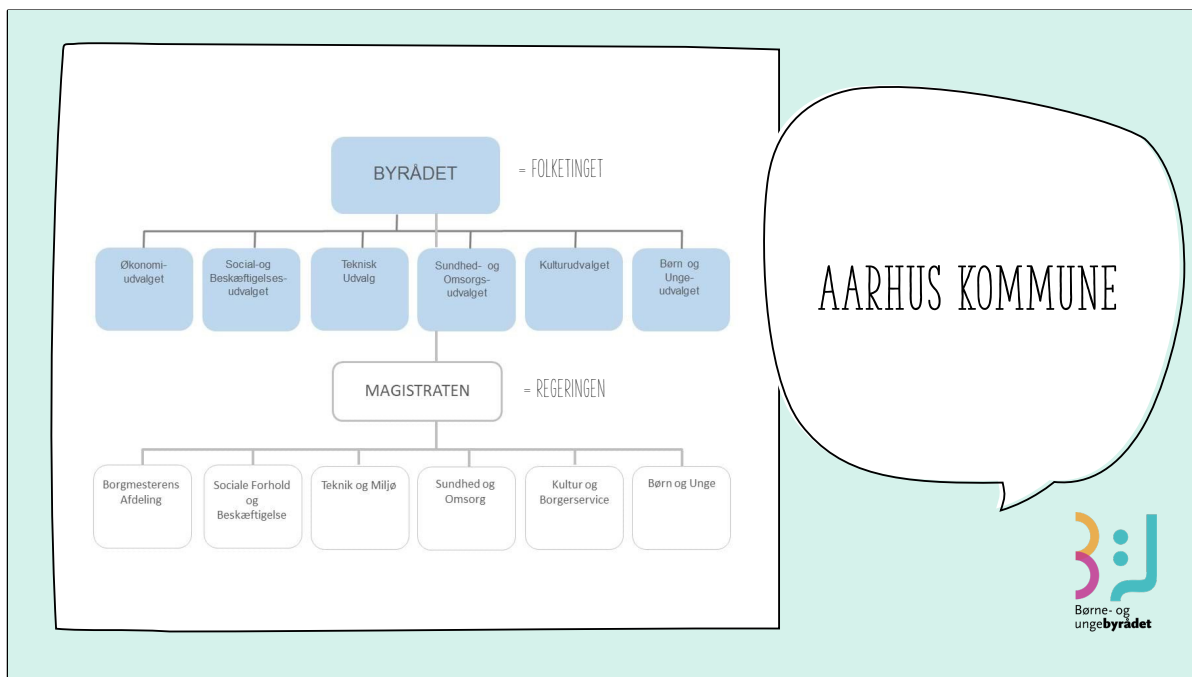 BYRÅDET
= FOLKETINGET
Økonomi-
udvalget
Social-og
Beskæftigelses-
udvalget
Teknisk
Udvalg
Sundhed- og
Omsorgs-
udvalget
Kulturudvalget
Børn og
Unge-
udvalget
MAGISTRATEN
= REGERINGEN
Borgmesterens
Afdeling
Sociale Forhold
og
Beskæftigelse
Teknik og Miljø
Sundhed og
Omsorg
Kultur og
Borgerservice
Børn og Unge
AARHUS KOMMUNE
Børne- og
ungebyrådet